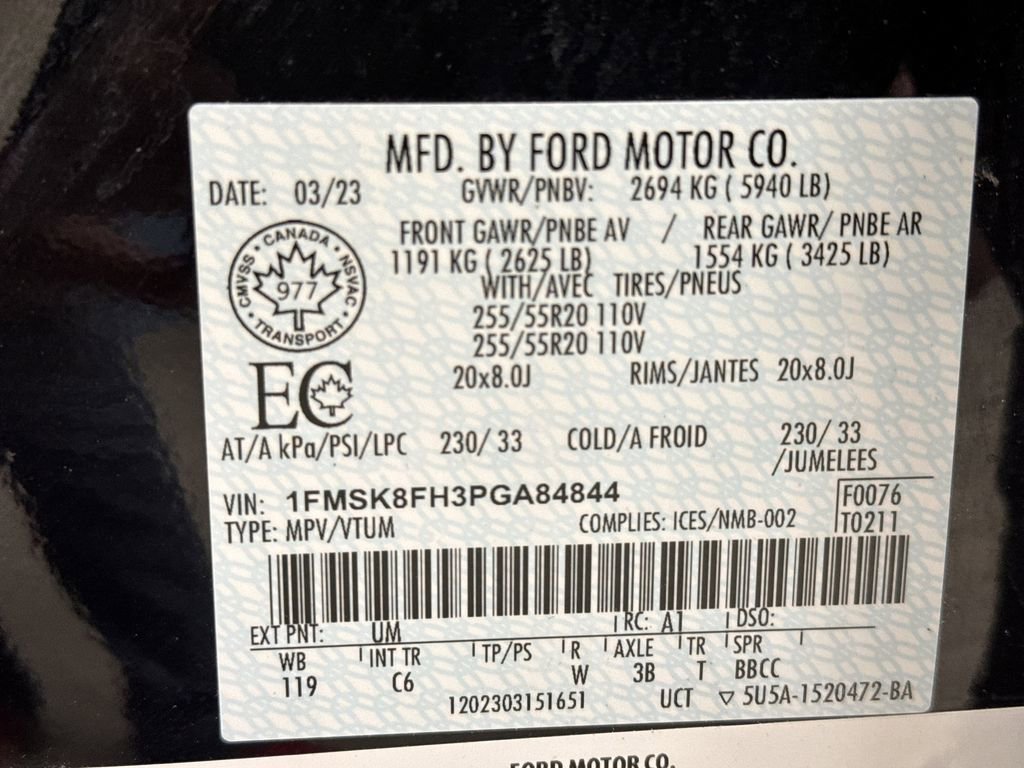 MFD. BY FORD MOTOR CO.
DATE: 03/23 GVWR/PNBV: 2694 KG ( 5940 LB)
FRONT GAWR/PNBE AV / REAR GAWR/ PNBE AR
1191 KG ( 2625 LB) 1554 KG ( 3425 LB)
WITH/AVEC TIRES/PNEUS
255/55R20 110V
255/55R20 110V
20x8.0J RIMS/JANTES 20x8.0J
CMVSS • CANADA • NSVAC • TRANSPORT •
977
EC
AT/A kPa/PSI/LPC 230/ 33 COLD/A FROID 230/ 33
/JUMELEES
VIN: 1FMSK8FH3PGA84844 F0076
TYPE: MPV/VTUM COMPLIES: ICES/NMB-002 T0211
EXT PNT: UM RC: A1 DSO:
WB INT TR TP/PS R AXLE TR SPR
119 C6 W 3B T BBCC
1202303151651 UCT ▽ 5U5A-1520472-BA
FORD MOTOR CO.